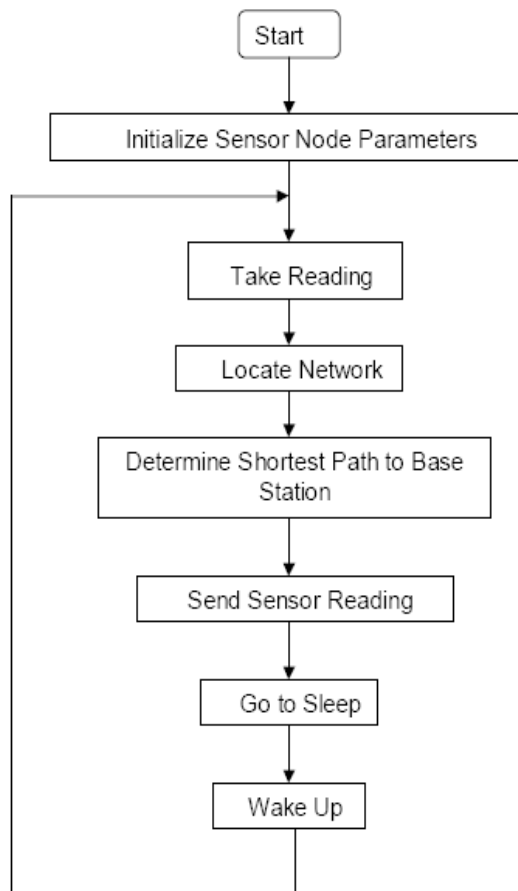 Start
Initialize Sensor Node Parameters
Take Reading
Locate Network
Determine Shortest Path to Base
Station
Send Sensor Reading
Go to Sleep
Wake Up